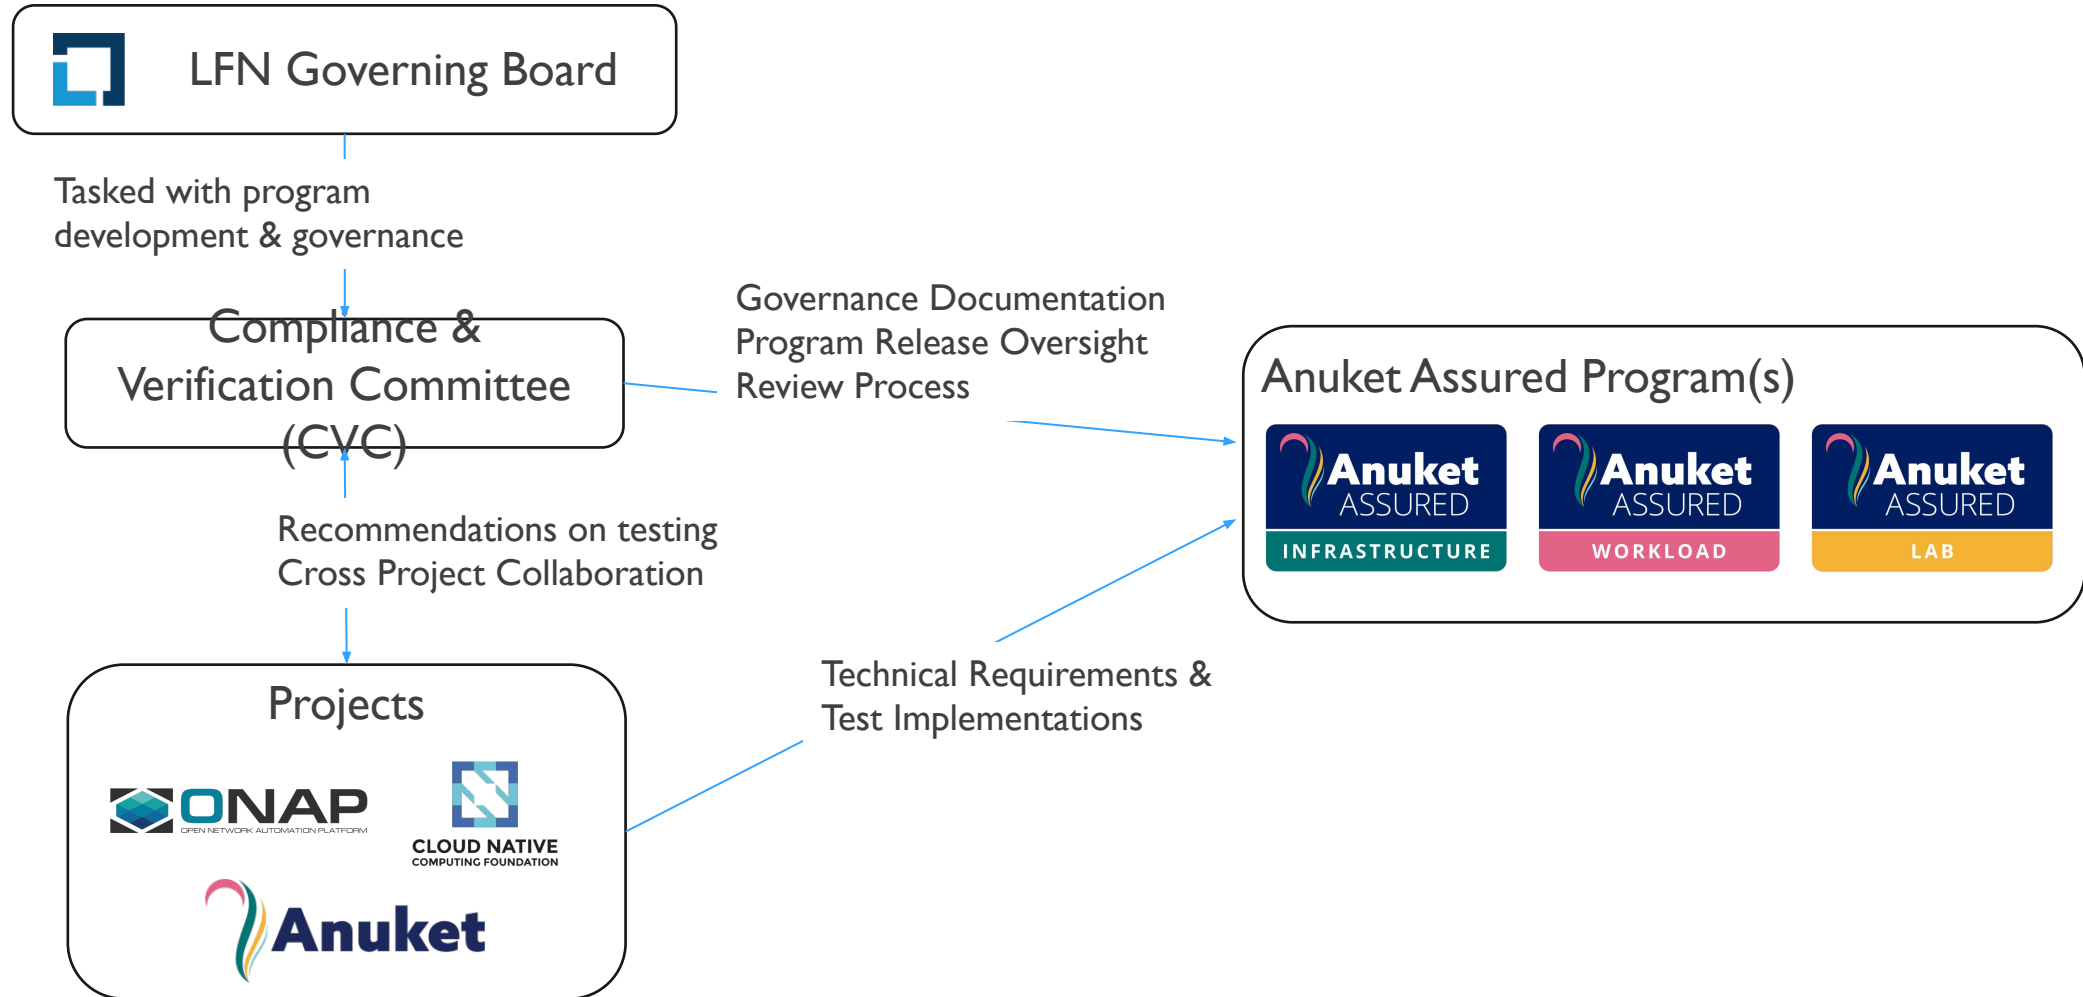 LFN Governing Board
Tasked with program
development & governance
Compliance &
Verification Committee
(CVC)
Governance Documentation
Program Release Oversight
Review Process
Anuket Assured Program(s)
Anuket
ASSURED
INFRASTRUCTURE
Anuket
ASSURED
WORKLOAD
Anuket
ASSURED
LAB
Recommendations on testing
Cross Project Collaboration
Technical Requirements &
Test Implementations
Projects
ONAP
OPEN NETWORK AUTOMATION PLATFORM
CLOUD NATIVE
COMPUTING FOUNDATION
Anuket